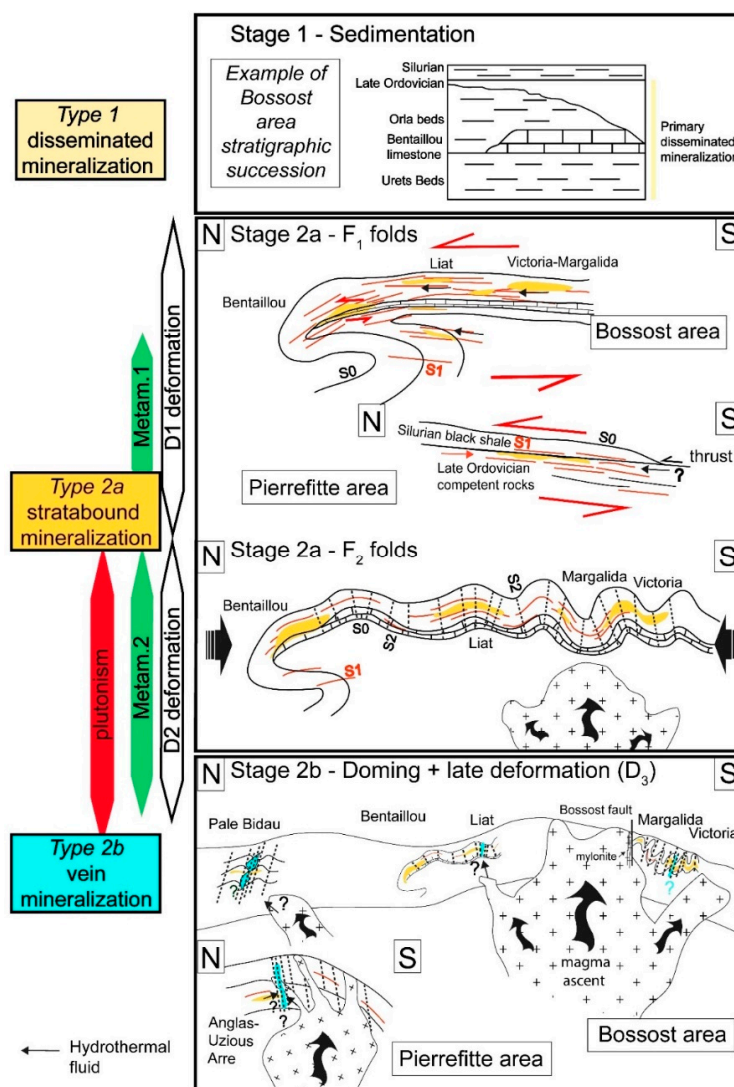 Stage 1 - Sedimentation
Example of
Bossost
area
stratigraphic
succession
Silurian
Late Ordovician
Orla beds
Bentaillou
limestone
Urets Beds
Primary
disseminated
mineralization
Type 1
disseminated
mineralization
N
Stage 2a - F1 folds
S
Liat
Victoria-Margalida
Bentaillou
Bossost area
S0
S1
N
S
Silurian black shale
S1
S0
thrust
?
Late Ordovician
competent rocks
Pierrefitte area
D1 deformation
Metam.1
Type 2a
stratabound
mineralization
N
Stage 2a - F2 folds
S
S2
Margalida
Victoria
Bentaillou
S0
S2
Liat
S1
plutonism
Metam.2
D2 deformation
N
Stage 2b - Doming + late deformation (D3)
S
Pale Bidau
Bentaillou
Liat
Bossost fault
Margalida
Victoria
mylonite
?
?
?
?
Type 2b
vein
mineralization
magma
ascent
N
S
?
?
?
Anglas-
Uzious
Arre
Pierrefitte area
Bossost area
Hydrothermal
fluid